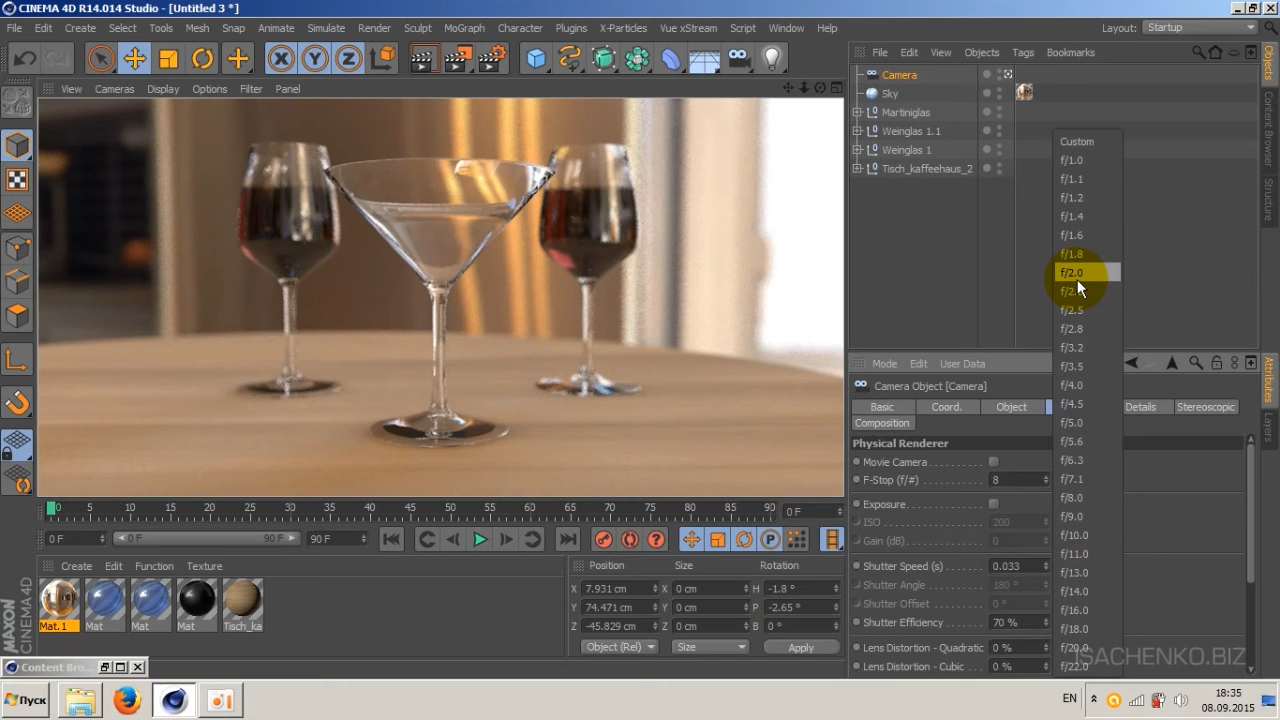 CINEMA 4D R14.014 Studio - [Untitled 3 *]
File Edit Create Select Tools Mesh Snap Animate Simulate Render Sculpt MoGraph Character Plugins X-Particles Vue xStream Script Window Help Layout: Startup
File Edit View Objects Tags Bookmarks
Camera
View Cameras Display Options Filter Panel
Sky
Martiniglas
Weinglas 1.1
Weinglas 1
Tisch_kaffeehaus_2
Custom
f/1.0
f/1.1
f/1.2
f/1.4
f/1.6
f/1.8
f/2.0
f/2.
f/2.5
f/2.8
f/3.2
f/3.5
f/4.0
f/4.5
f/5.0
f/5.6
f/6.3
f/7.1
f/8.0
f/9.0
f/10.0
f/11.0
f/13.0
f/14.0
f/16.0
f/18.0
f/20.0
f/22.0
Objects
Content Browser
Structure
Mode Edit User Data
Camera Object [Camera]
Basic Coord. Object Details Stereoscopic
Composition
Physical Renderer
Movie Camera
F-Stop (f/#) 8
Exposure
ISO 200
Gain (dB) 0
Shutter Speed (s) 0.033
Shutter Angle 180 °
Shutter Offset 0 °
Shutter Efficiency 70 %
Lens Distortion - Quadratic 0 %
Lens Distortion - Cubic 0 %
Attributes
Layers
0 5 10 15 20 25 30 35 40 45 50 55 60 65 70 75 80 85 90 0 F
0 F 0 F 90 F 90 F
Create Edit Function Texture
Mat.1 Mat Mat Mat Tisch_ka
Position Size Rotation
X 7.931 cm X 0 cm H -1.8 °
Y 74.471 cm Y 0 cm P -2.65 °
Z -45.829 cm Z 0 cm B 0 °
Object (Rel) Size Apply
MAXON
CINEMA 4D
Content Bro...
ISACHENKO.BIZ
Пуск
EN
18:35
08.09.2015